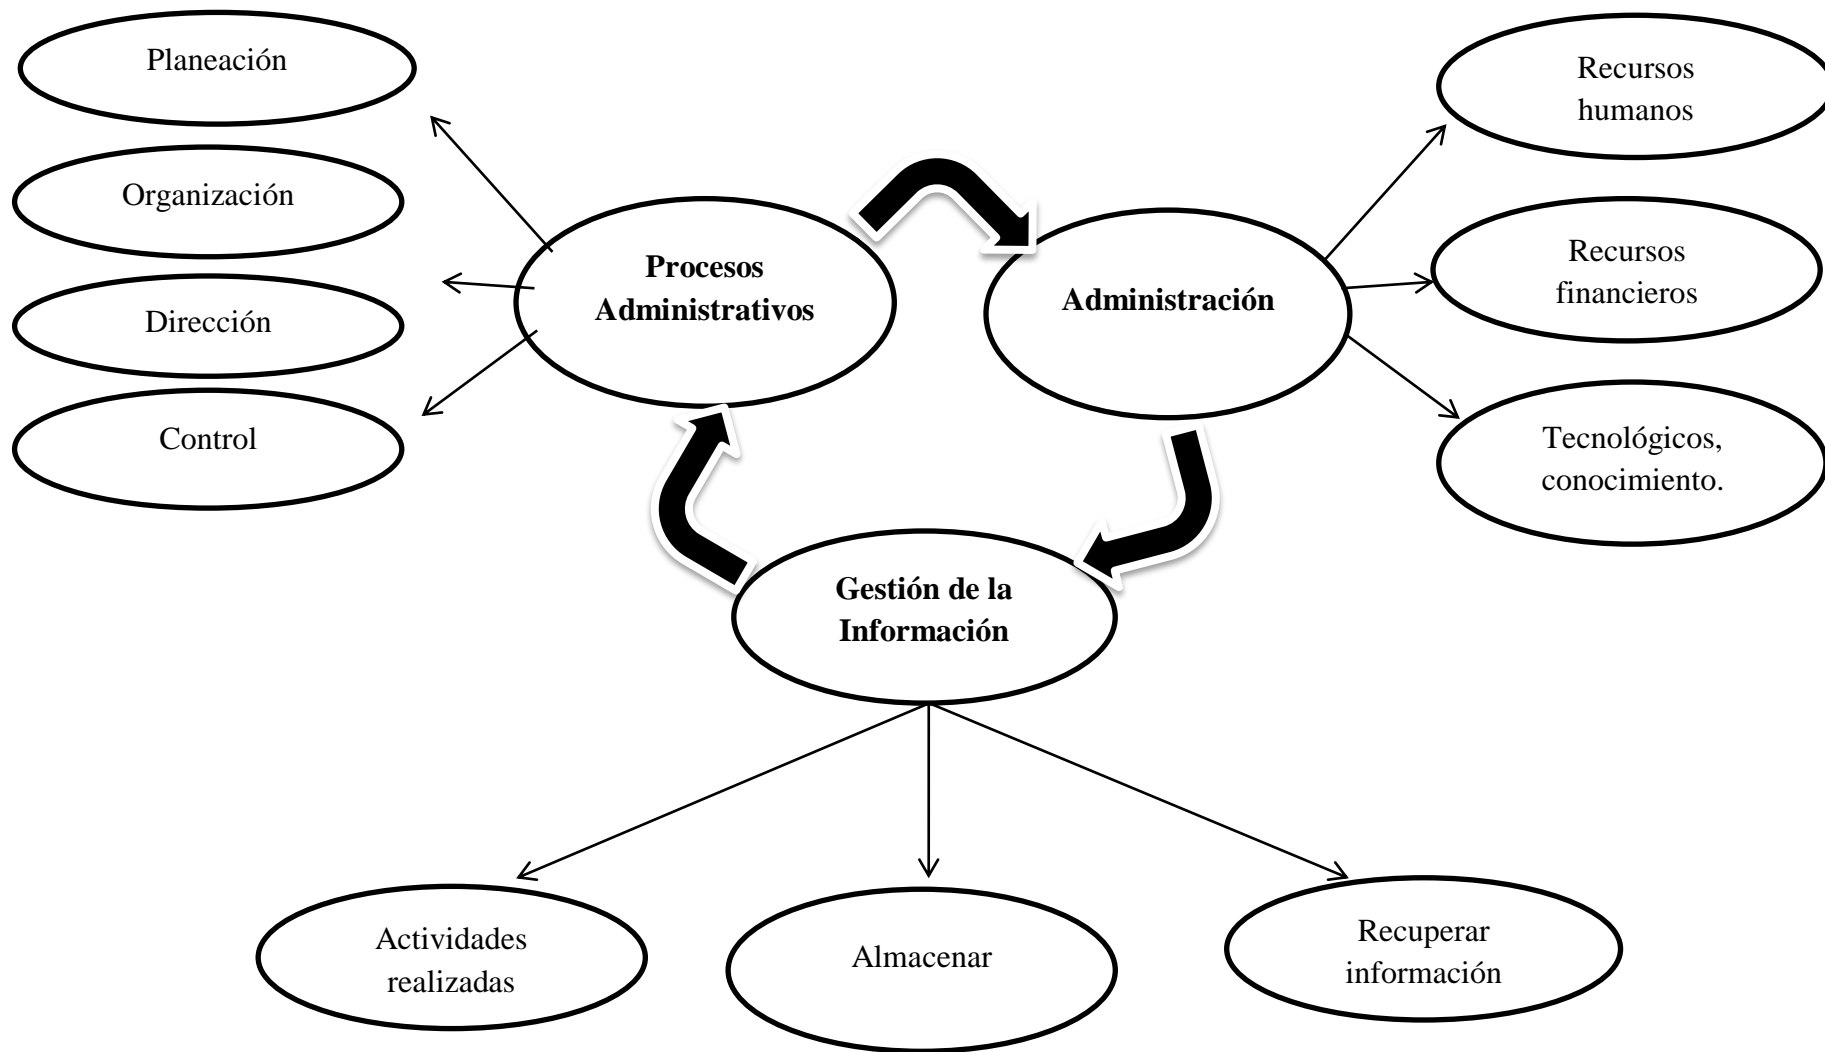 Planeación
Organización
Dirección
Control
Procesos
Administrativos
Administración
Recursos
humanos
Recursos
financieros
Tecnológicos,
conocimiento.
Gestión de la
Información
Actividades
realizadas
Almacenar
Recuperar
información